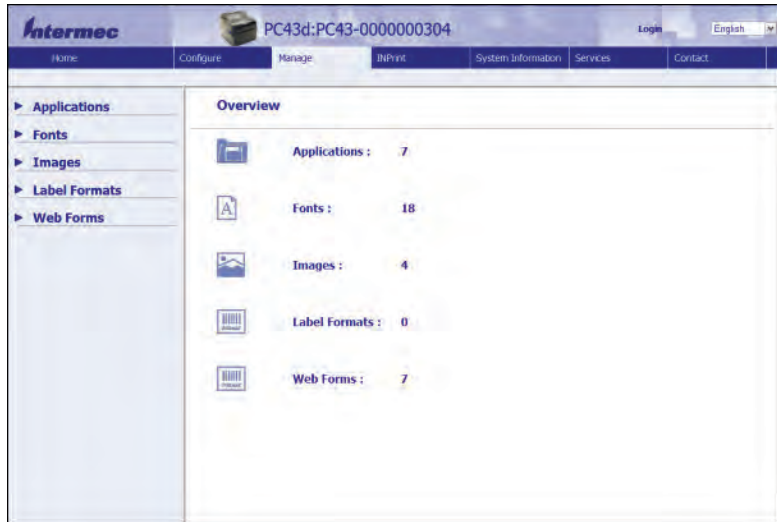 Intermec
PC43d:PC43-0000000304
Login
English
Home
Configure
Manage
INPrint
System Information
Services
Contact
Applications
Fonts
Images
Label Formats
Web Forms
Overview
Applications : 7
Fonts : 18
Images : 4
Label Formats : 0
Web Forms : 7